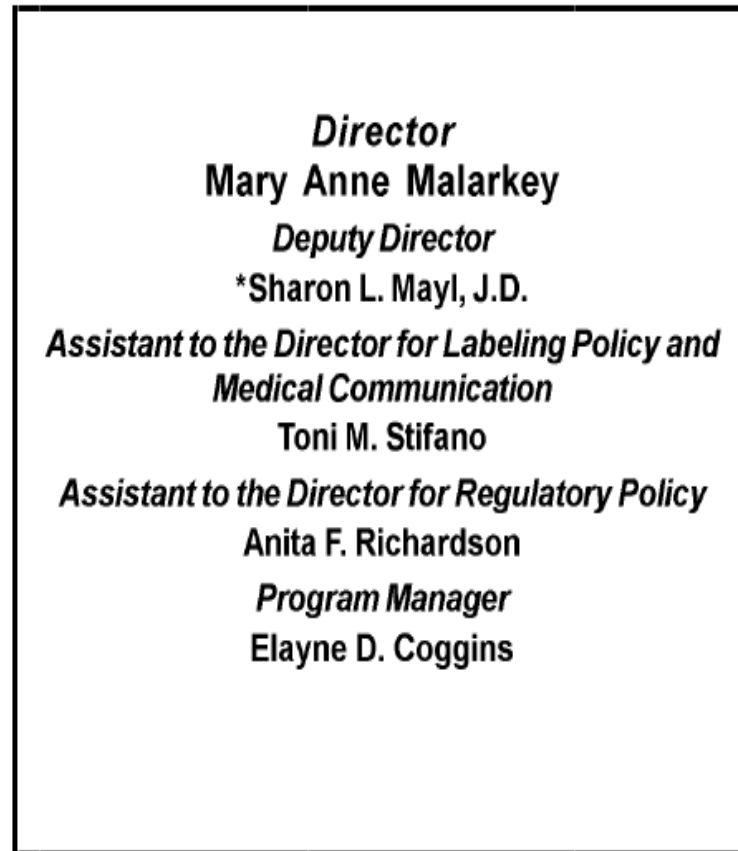 Director
Mary Anne Malarkey
Deputy Director
*Sharon L. Mayl, J.D.
Assistant to the Director for Labeling Policy and
Medical Communication
Toni M. Stifano
Assistant to the Director for Regulatory Policy
Anita F. Richardson
Program Manager
Elayne D. Coggins